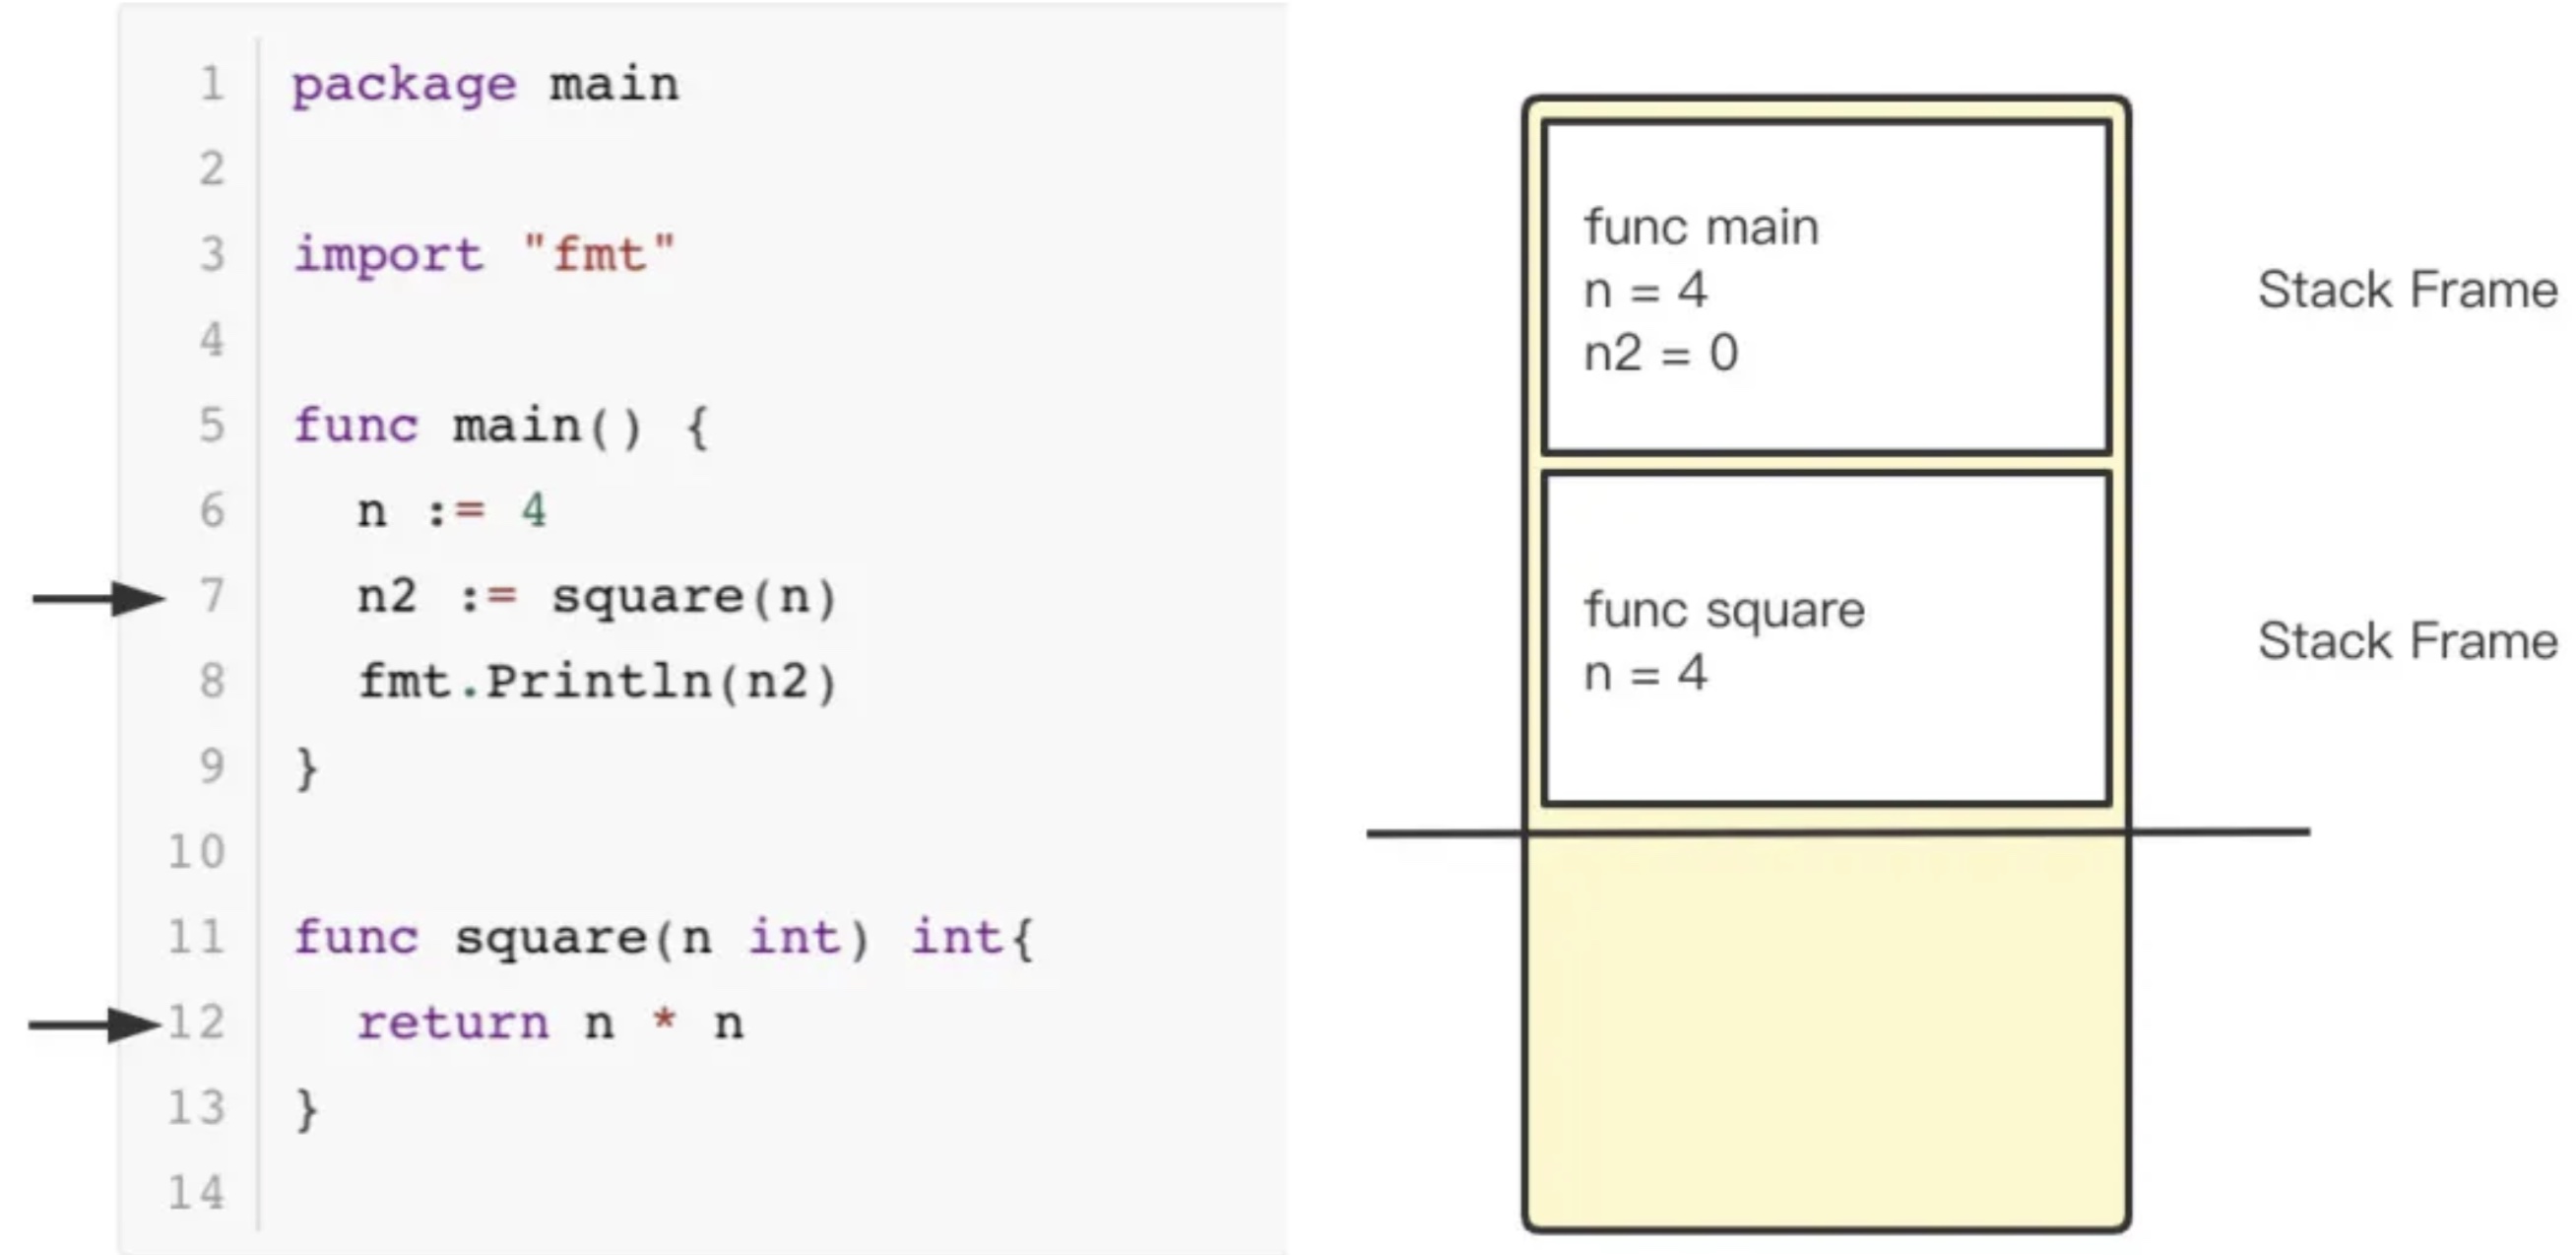 1 package main
2
3 import "fmt"
4
5 func main() {
6   n := 4
7   n2 := square(n)
8   fmt.Println(n2)
9 }
10
11 func square(n int) int{
12   return n * n
13 }
14
func main
n = 4
n2 = 0
Stack Frame
func square
n = 4
Stack Frame